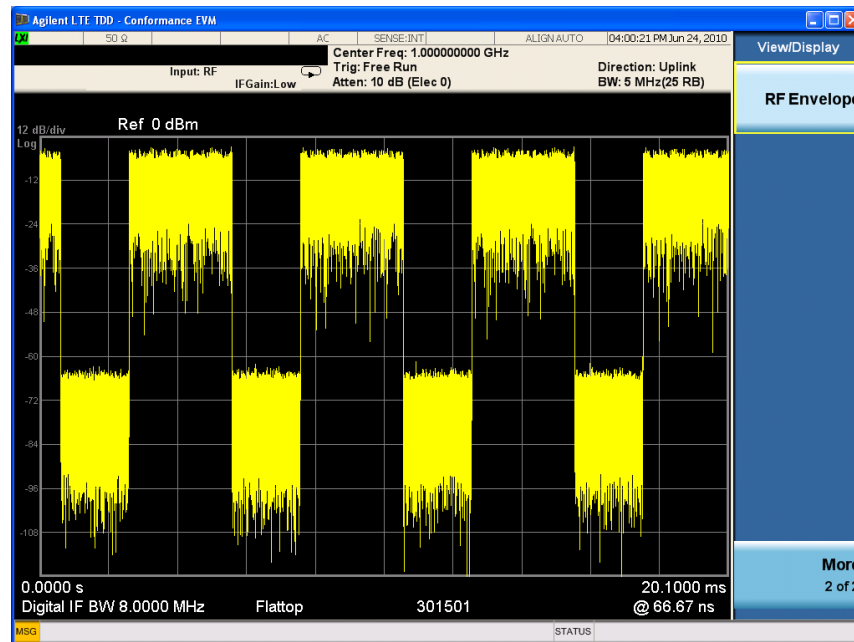 Agilent LTE TDD - Conformance EVM
LXI 50 Ω AC SENSE:INT ALIGN AUTO 04:00:21 PM Jun 24, 2010
View/Display
Center Freq: 1.000000000 GHz
Input: RF Trig: Free Run Direction: Uplink
IFGain:Low Atten: 10 dB (Elec 0) BW: 5 MHz(25 RB)
RF Envelope
12 dB/div Ref 0 dBm
Log
-12
-24
-36
-48
-60
-72
-84
-96
-108
More
2 of 2
0.0000 s 20.1000 ms
Digital IF BW 8.0000 MHz Flattop 301501 @ 66.67 ns
MSG STATUS